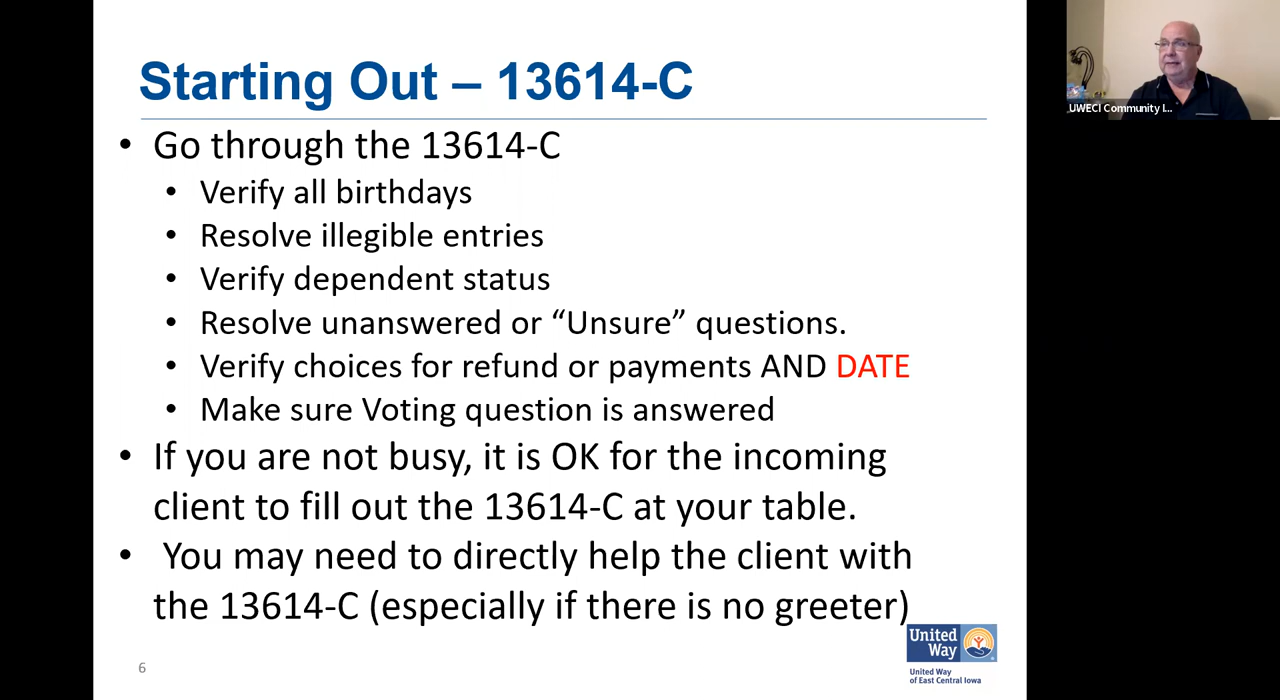 Starting Out – 13614-C
• Go through the 13614-C
• Verify all birthdays
• Resolve illegible entries
• Verify dependent status
• Resolve unanswered or “Unsure” questions.
• Verify choices for refund or payments AND DATE
• Make sure Voting question is answered
• If you are not busy, it is OK for the incoming
client to fill out the 13614-C at your table.
• You may need to directly help the client with
the 13614-C (especially if there is no greeter)
6
United
Way
United Way
of East Central Iowa
UWECI Community I...